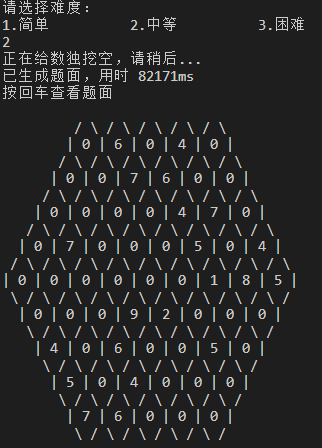 请选择难度：
1.简单 2.中等 3.困难
2
正在给数独挖空，请稍后...
已生成题面，用时 82171ms
按回车查看题面
/ \ / \ / \ / \ / \
| 0 | 6 | 0 | 4 | 0 |
/ \ / \ / \ / \ / \ / \
| 0 | 0 | 7 | 6 | 0 | 0 |
/ \ / \ / \ / \ / \ / \ / \
| 0 | 0 | 0 | 0 | 4 | 7 | 0 |
/ \ / \ / \ / \ / \ / \ / \ / \
| 0 | 7 | 0 | 0 | 0 | 5 | 0 | 4 |
/ \ / \ / \ / \ / \ / \ / \ / \ / \
| 0 | 0 | 0 | 0 | 0 | 0 | 1 | 8 | 5 |
\ / \ / \ / \ / \ / \ / \ / \ / \ /
| 0 | 0 | 0 | 9 | 2 | 0 | 0 | 0 |
\ / \ / \ / \ / \ / \ / \ / \ /
| 4 | 0 | 6 | 0 | 0 | 5 | 0 |
\ / \ / \ / \ / \ / \ / \ /
| 5 | 0 | 4 | 0 | 0 | 0 |
\ / \ / \ / \ / \ / \ /
| 7 | 6 | 0 | 0 | 0 |
\ / \ / \ / \ / \ /